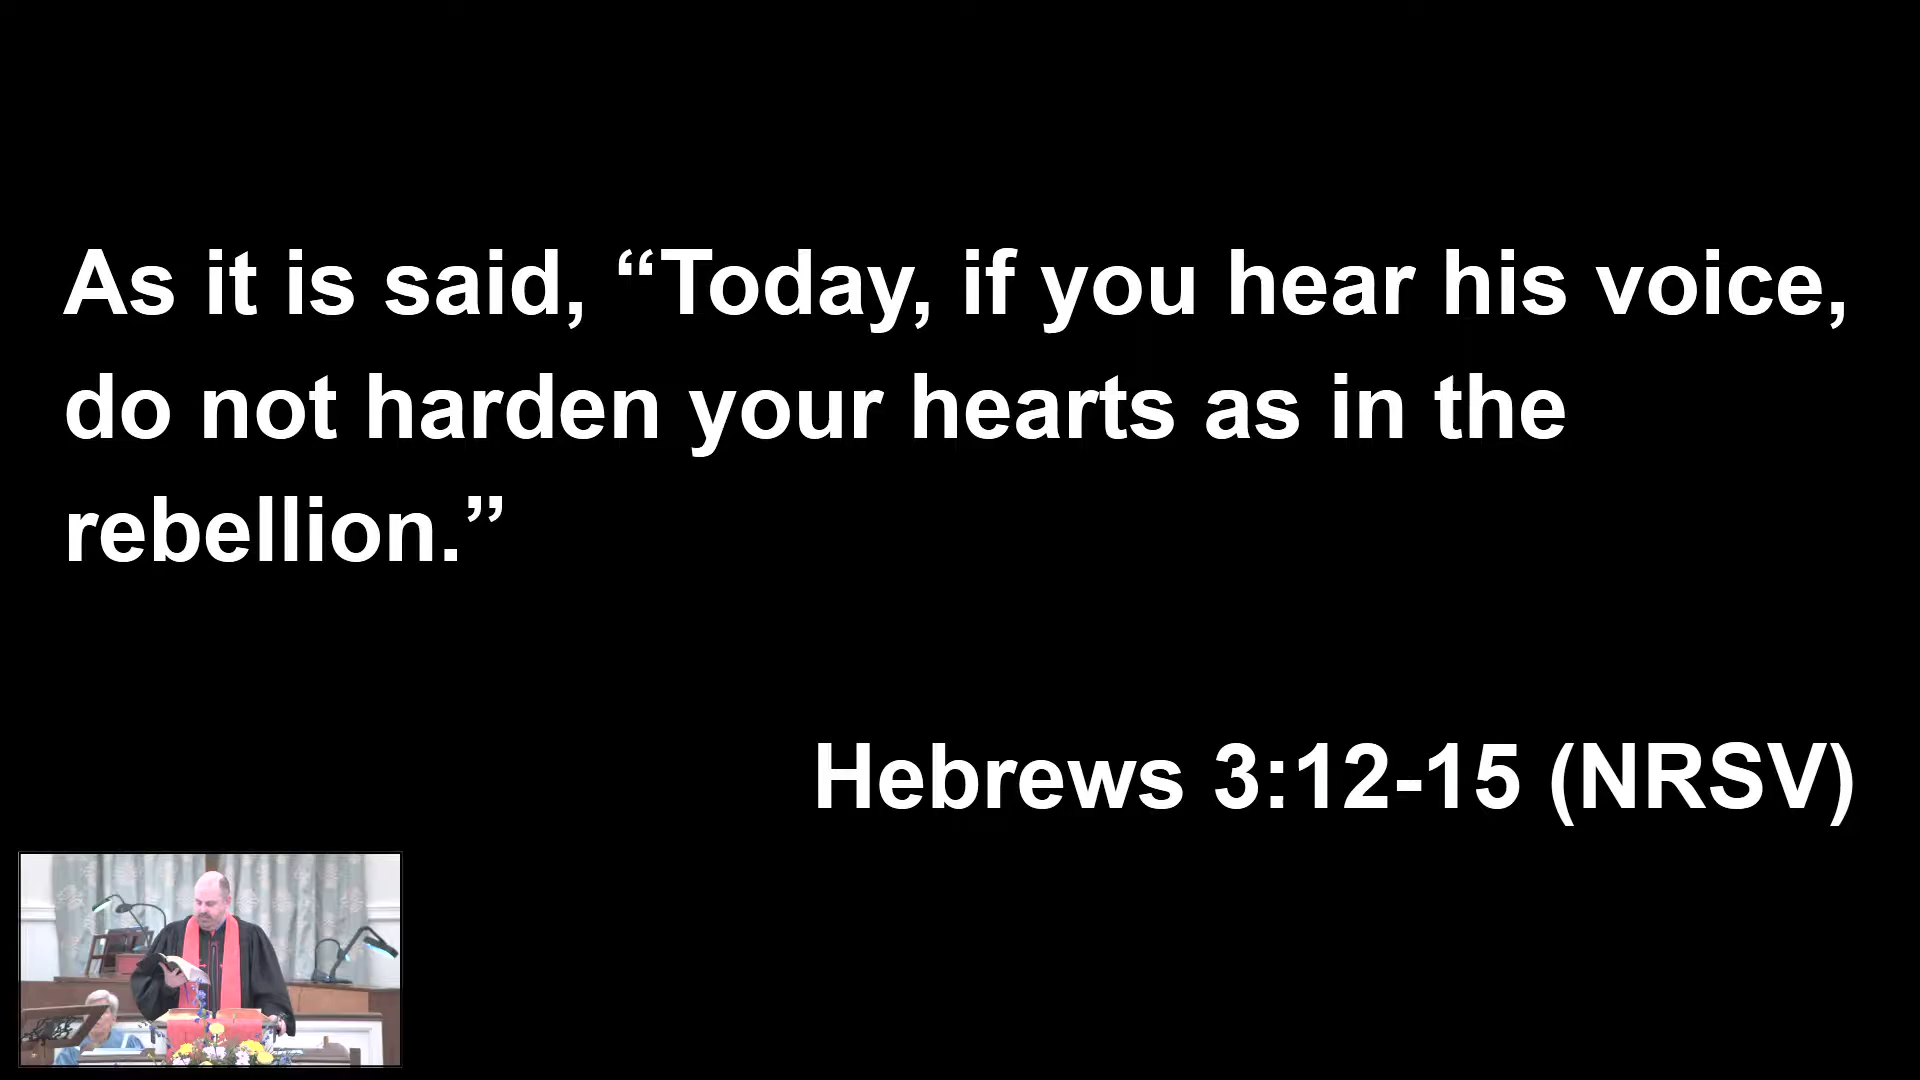 As it is said, “Today, if you hear his voice,
do not harden your hearts as in the
rebellion.”
Hebrews 3:12-15 (NRSV)